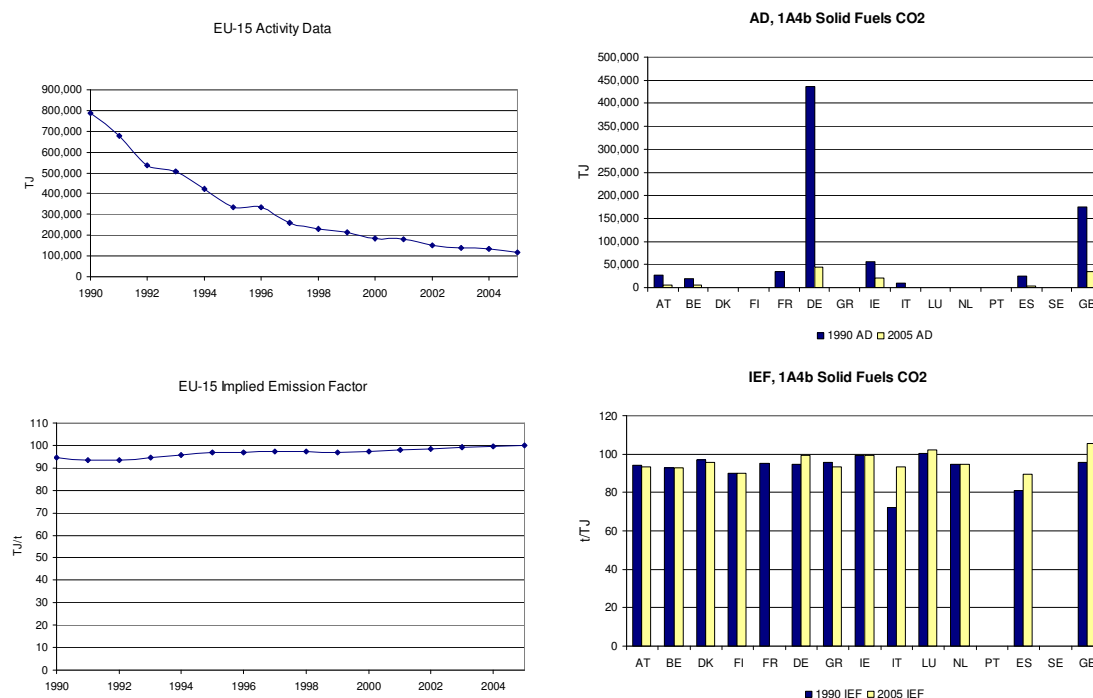 EU-15 Activity Data
TJ
900,000
800,000
700,000
600,000
500,000
400,000
300,000
200,000
100,000
0
1990 1992 1994 1996 1998 2000 2002 2004
AD, 1A4b Solid Fuels CO2
TJ
500,000
450,000
400,000
350,000
300,000
250,000
200,000
150,000
100,000
50,000
0
AT BE DK FI FR DE GR IE IT LU NL PT ES SE GB
1990 AD 2005 AD
EU-15 Implied Emission Factor
TJ/t
110
100
90
80
70
60
50
40
30
20
10
0
1990 1992 1994 1996 1998 2000 2002 2004
IEF, 1A4b Solid Fuels CO2
t/TJ
120
100
80
60
40
20
0
AT BE DK FI FR DE GR IE IT LU NL PT ES SE GB
1990 IEF 2005 IEF